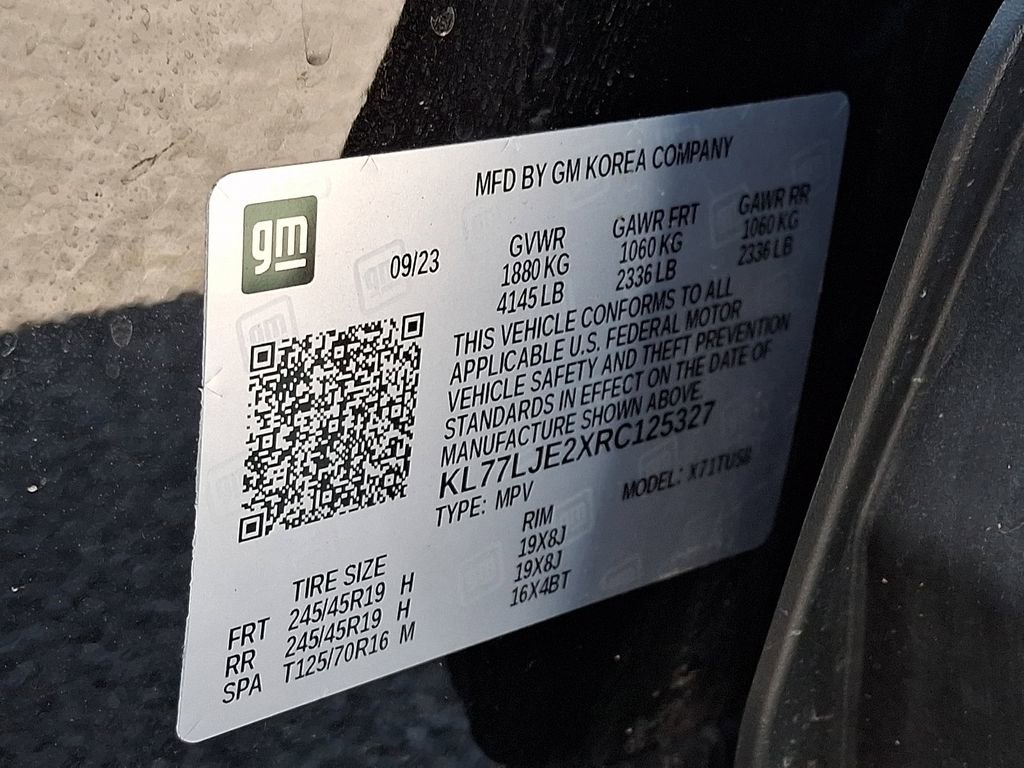 MFD BY GM KOREA COMPANY
gm
09/23
GVWR GAWR FRT GAWR RR
1880 KG 1060 KG 1060 KG
4145 LB 2336 LB 2336 LB
THIS VEHICLE CONFORMS TO ALL
APPLICABLE U.S. FEDERAL MOTOR
VEHICLE SAFETY AND THEFT PREVENTION
STANDARDS IN EFFECT ON THE DATE OF
MANUFACTURE SHOWN ABOVE.
KL77LJE2XRC125327
TYPE: MPV MODEL:
TIRE SIZE RIM
FRT 245/45R19 H 19X8J
RR 245/45R19 H 19X8J
SPA T125/70R16 M 16X4BT